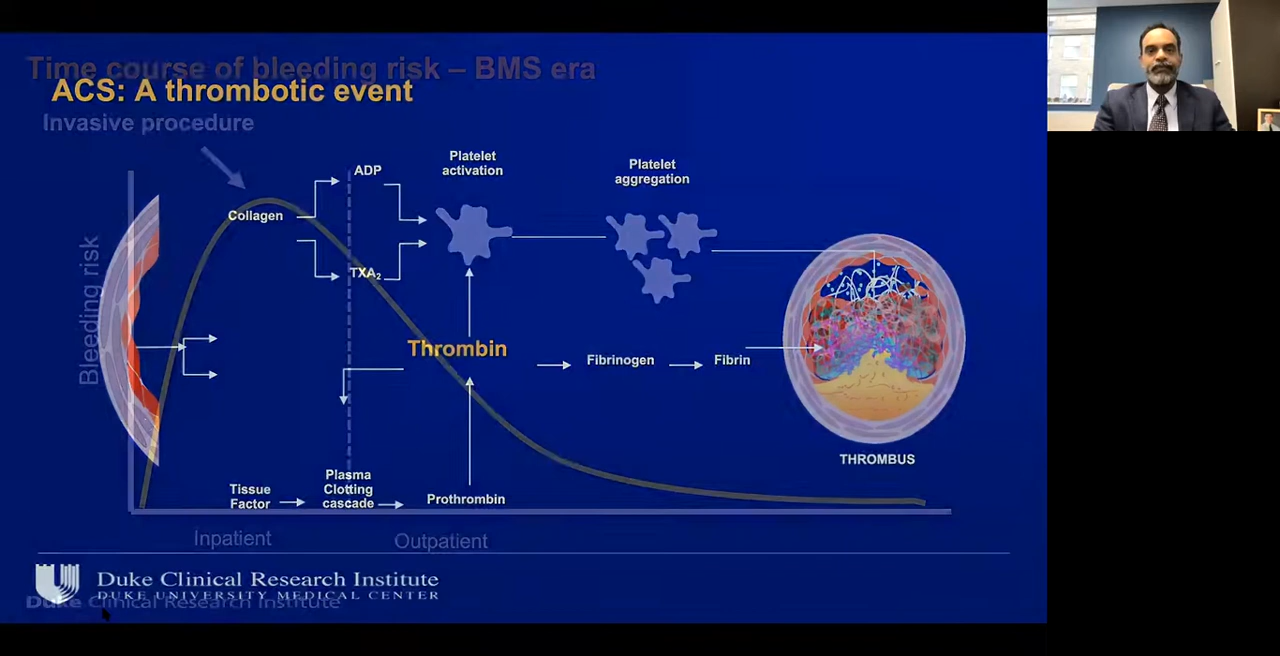 Time course of bleeding risk – BMS era
ACS: A thrombotic event
Invasive procedure
Bleeding risk
Collagen
ADP
TXA₂
Platelet
activation
Platelet
aggregation
Thrombin
Fibrinogen
Fibrin
THROMBUS
Tissue
Factor
Plasma
Clotting
cascade
Prothrombin
Inpatient
Outpatient
Duke Clinical Research Institute
DUKE UNIVERSITY MEDICAL CENTER
Duke Clinical Research Institute